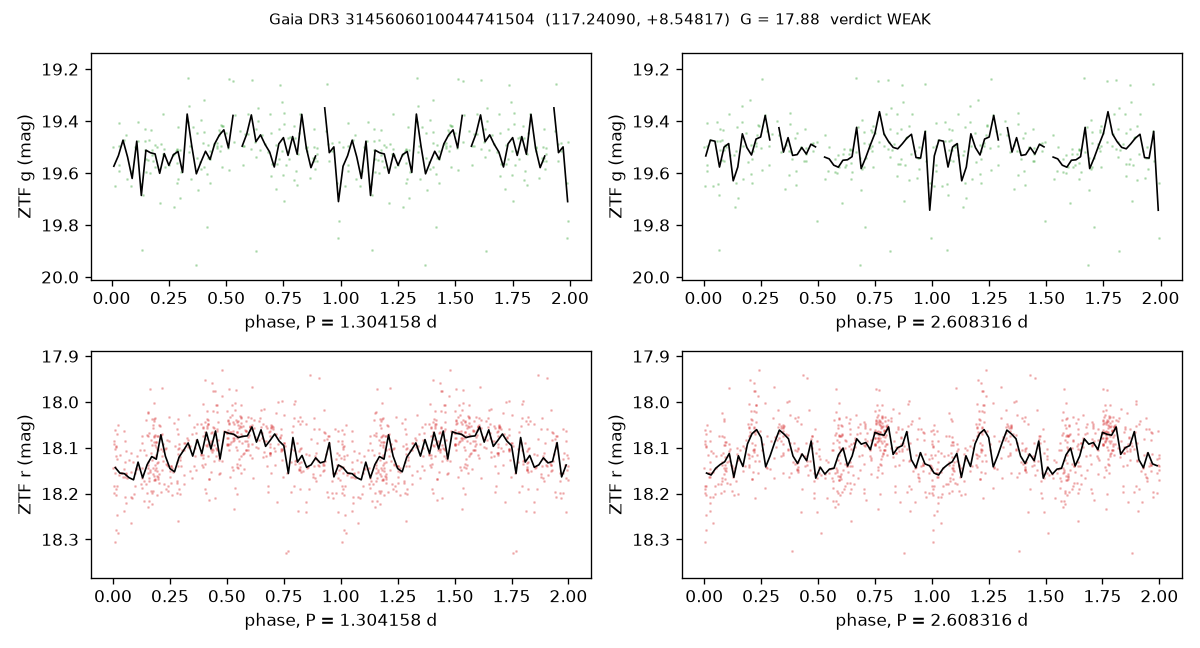 Gaia DR3 3145606010044741504 (117.24090, +8.54817) G = 17.88 verdict WEAK
ZTF g (mag)
19.2
19.4
19.6
19.8
20.0
0.00 0.25 0.50 0.75 1.00 1.25 1.50 1.75 2.00
phase, P = 1.304158 d
ZTF g (mag)
19.2
19.4
19.6
19.8
20.0
0.00 0.25 0.50 0.75 1.00 1.25 1.50 1.75 2.00
phase, P = 2.608316 d
ZTF r (mag)
17.9
18.0
18.1
18.2
18.3
0.00 0.25 0.50 0.75 1.00 1.25 1.50 1.75 2.00
phase, P = 1.304158 d
ZTF r (mag)
17.9
18.0
18.1
18.2
18.3
0.00 0.25 0.50 0.75 1.00 1.25 1.50 1.75 2.00
phase, P = 2.608316 d